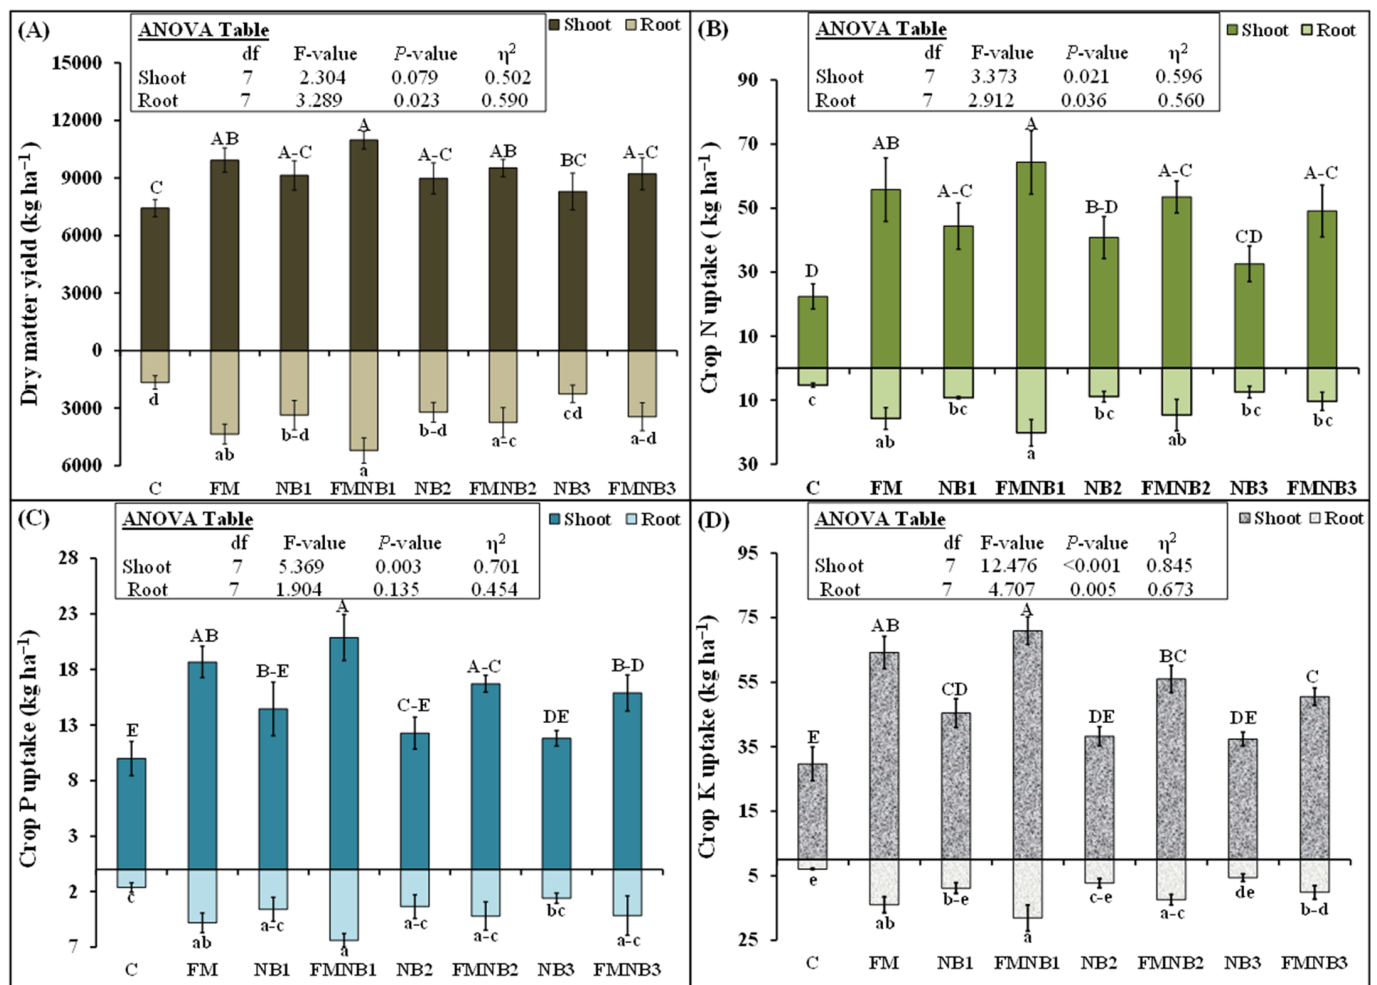 (A)
ANOVA Table
df F-value P-value η²
Shoot 7 2.304 0.079 0.502
Root 7 3.289 0.023 0.590
Shoot Root
Dry matter yield (kg ha⁻¹)
15000
12000
9000
6000
3000
0
3000
6000
C AB A-C A A-C AB BC A-C
d ab b-d a b-d a-c cd a-d
C FM NB1 FMNB1 NB2 FMNB2 NB3 FMNB3
(B)
ANOVA Table
df F-value P-value η²
Shoot 7 3.373 0.021 0.596
Root 7 2.912 0.036 0.560
Shoot Root
Crop N uptake ( kg ha⁻¹ )
90
70
50
30
10
10
30
D AB A-C A B-D A-C CD A-C
c ab bc a bc ab bc bc
C FM NB1 FMNB1 NB2 FMNB2 NB3 FMNB3
(C)
ANOVA Table
df F-value P-value η²
Shoot 7 5.369 0.003 0.701
Root 7 1.904 0.135 0.454
Shoot Root
Crop P uptake (kg ha⁻¹)
28
23
18
13
8
3
2
7
E AB B-E A C-E A-C DE B-D
c ab a-c a a-c a-c bc a-c
C FM NB1 FMNB1 NB2 FMNB2 NB3 FMNB3
(D)
ANOVA Table
df F-value P-value η²
Shoot 7 12.476 <0.001 0.845
Root 7 4.707 0.005 0.673
Shoot Root
Crop K uptake (kg ha⁻¹)
95
75
55
35
15
5
25
E AB CD A DE BC DE C
e ab b-e a c-e a-c de b-d
C FM NB1 FMNB1 NB2 FMNB2 NB3 FMNB3